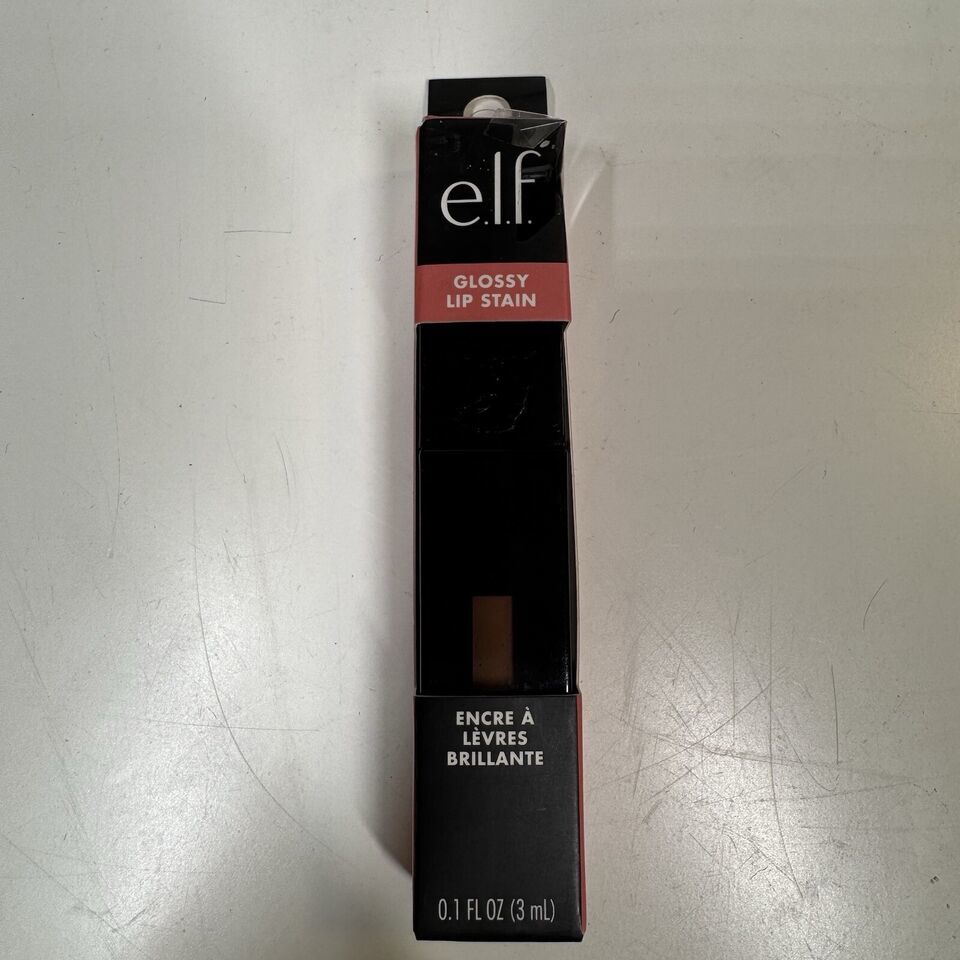 e.l.f.
GLOSSY
LIP STAIN
ENCRE À
LÈVRES
BRILLANTE
0.1 FL OZ (3 mL)